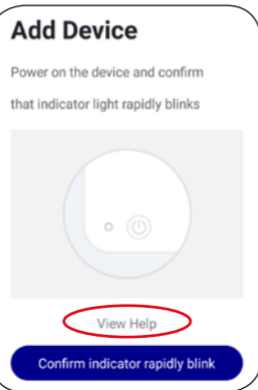 Add Device
Power on the device and confirm
that indicator light rapidly blinks
View Help
Confirm indicator rapidly blink